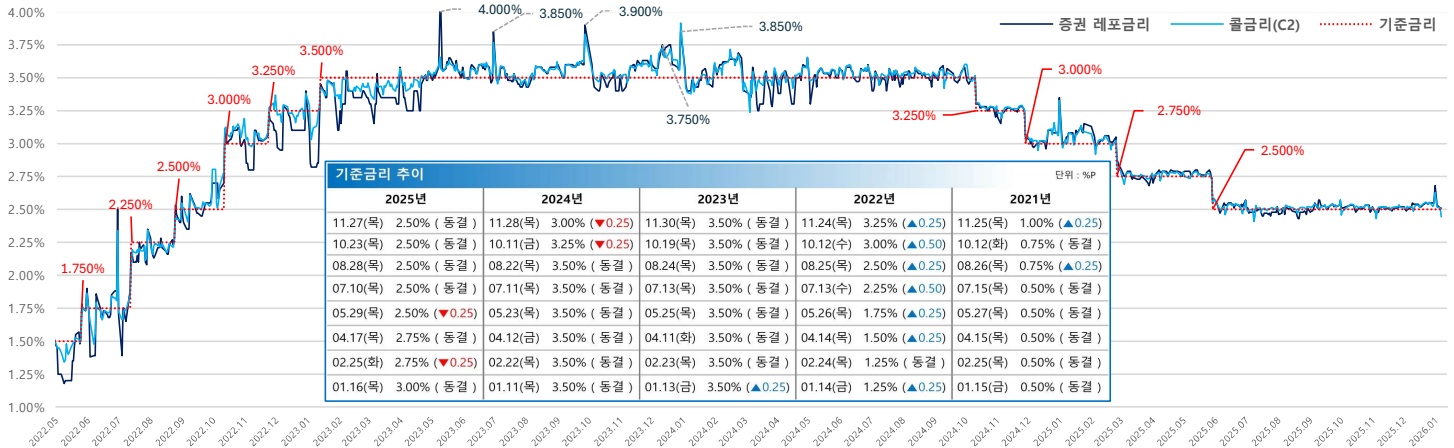 4.00%
3.75%
3.50%
3.25%
3.00%
2.75%
2.50%
2.25%
2.00%
1.75%
1.50%
1.25%
1.00%
증권 레포금리 콜금리(C2) 기준금리
4.000%
3.850%
3.900%
3.850%
3.750%
3.500%
3.250%
3.000%
2.500%
2.250%
1.750%
3.250%
3.000%
2.750%
2.500%
기준금리 추이 단위 : %P
2025년 2024년 2023년 2022년 2021년
11.27(목) 2.50% ( 동결 ) 11.28(목) 3.00% (▼0.25) 11.30(목) 3.50% ( 동결 ) 11.24(목) 3.25% (▲0.25) 11.25(목) 1.00% (▲0.25)
10.23(목) 2.50% ( 동결 ) 10.11(금) 3.25% (▼0.25) 10.19(목) 3.50% ( 동결 ) 10.12(수) 3.00% (▲0.50) 10.12(화) 0.75% ( 동결 )
08.28(목) 2.50% ( 동결 ) 08.22(목) 3.50% ( 동결 ) 08.24(목) 3.50% ( 동결 ) 08.25(목) 2.50% (▲0.25) 08.26(목) 0.75% (▲0.25)
07.10(목) 2.50% ( 동결 ) 07.11(목) 3.50% ( 동결 ) 07.13(목) 3.50% ( 동결 ) 07.13(수) 2.25% (▲0.50) 07.15(목) 0.50% ( 동결 )
05.29(목) 2.50% (▼0.25) 05.23(목) 3.50% ( 동결 ) 05.25(목) 3.50% ( 동결 ) 05.26(목) 1.75% (▲0.25) 05.27(목) 0.50% ( 동결 )
04.17(목) 2.75% ( 동결 ) 04.12(금) 3.50% ( 동결 ) 04.11(화) 3.50% ( 동결 ) 04.14(목) 1.50% (▲0.25) 04.15(목) 0.50% ( 동결 )
02.25(화) 2.75% (▼0.25) 02.22(목) 3.50% ( 동결 ) 02.23(목) 3.50% ( 동결 ) 02.24(목) 1.25% ( 동결 ) 02.25(목) 0.50% ( 동결 )
01.16(목) 3.00% ( 동결 ) 01.11(목) 3.50% ( 동결 ) 01.13(금) 3.50% (▲0.25) 01.14(금) 1.25% (▲0.25) 01.15(금) 0.50% ( 동결 )
2022.05 2022.06 2022.07 2022.08 2022.09 2022.10 2022.11 2022.12 2023.01 2023.02 2023.03 2023.04 2023.05 2023.06 2023.07 2023.08 2023.09 2023.10 2023.11 2023.12 2024.01 2024.02 2024.03 2024.04 2024.05 2024.06 2024.07 2024.08 2024.09 2024.10 2024.11 2024.12 2025.01 2025.02 2025.03 2025.04 2025.05 2025.06 2025.07 2025.08 2025.09 2025.10 2025.11 2025.12 2026.01